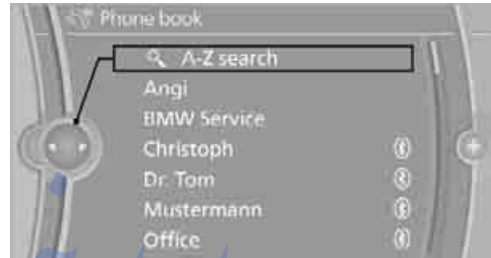 Phone book
A-Z search
Angi
BMW Service
Christoph
Dr. Tom
Mustermann
Office